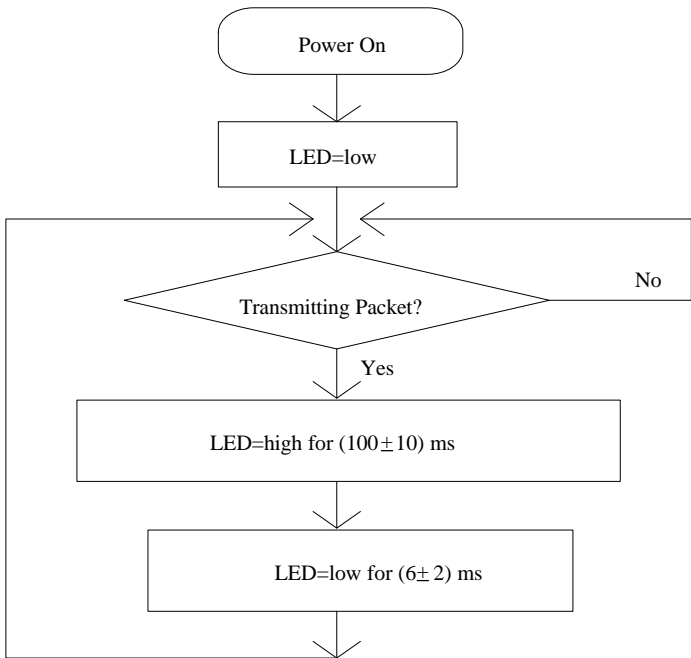 Power On
LED=low
Transmitting Packet?
No
Yes
LED=high for (100±10) ms
LED=low for (6± 2) ms